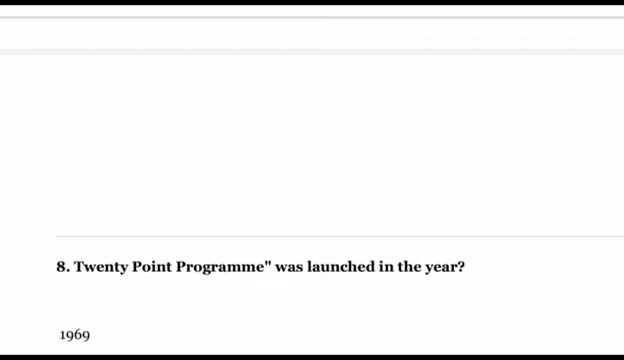 8. Twenty Point Programme" was launched in the year?
1969